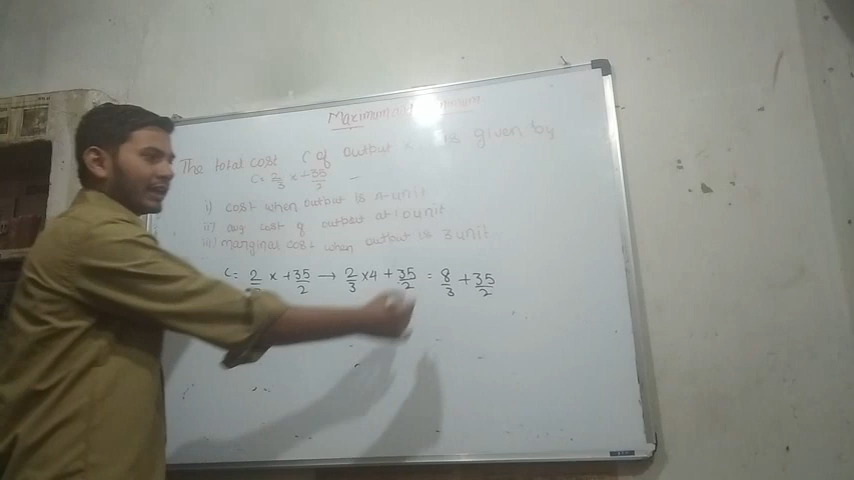 Maximum and Minimum
The total cost C of output x is given by
C = 2/3 x + 35/2
i) cost when output is 4 unit
ii) avg cost of output at 10 unit
iii) marginal cost when output is 3 unit
C = 2/3 x + 35/2 → 2/3 x 4 + 35/2 = 8/3 + 35/2